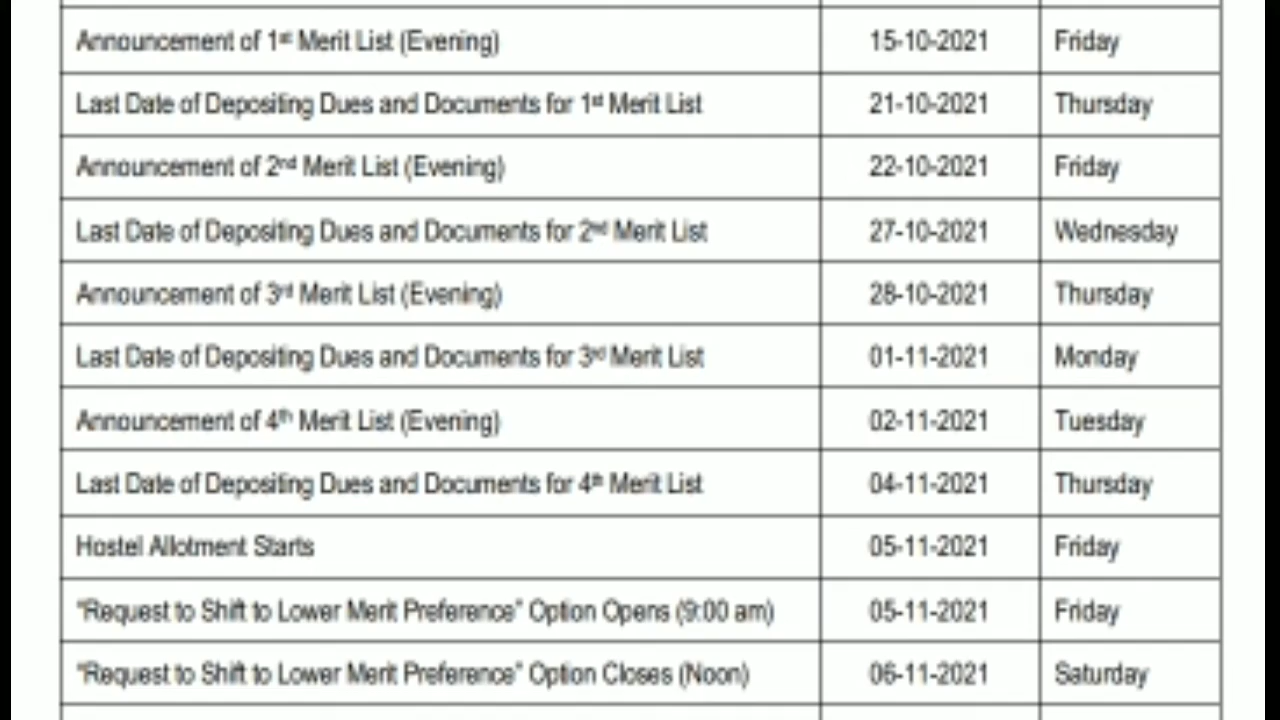 Announcement of 1st Merit List (Evening) 15-10-2021 Friday
Last Date of Depositing Dues and Documents for 1st Merit List 21-10-2021 Thursday
Announcement of 2nd Merit List (Evening) 22-10-2021 Friday
Last Date of Depositing Dues and Documents for 2nd Merit List 27-10-2021 Wednesday
Announcement of 3rd Merit List (Evening) 28-10-2021 Thursday
Last Date of Depositing Dues and Documents for 3rd Merit List 01-11-2021 Monday
Announcement of 4th Merit List (Evening) 02-11-2021 Tuesday
Last Date of Depositing Dues and Documents for 4th Merit List 04-11-2021 Thursday
Hostel Allotment Starts 05-11-2021 Friday
"Request to Shift to Lower Merit Preference" Option Opens (9:00 am) 05-11-2021 Friday
"Request to Shift to Lower Merit Preference" Option Closes (Noon) 06-11-2021 Saturday